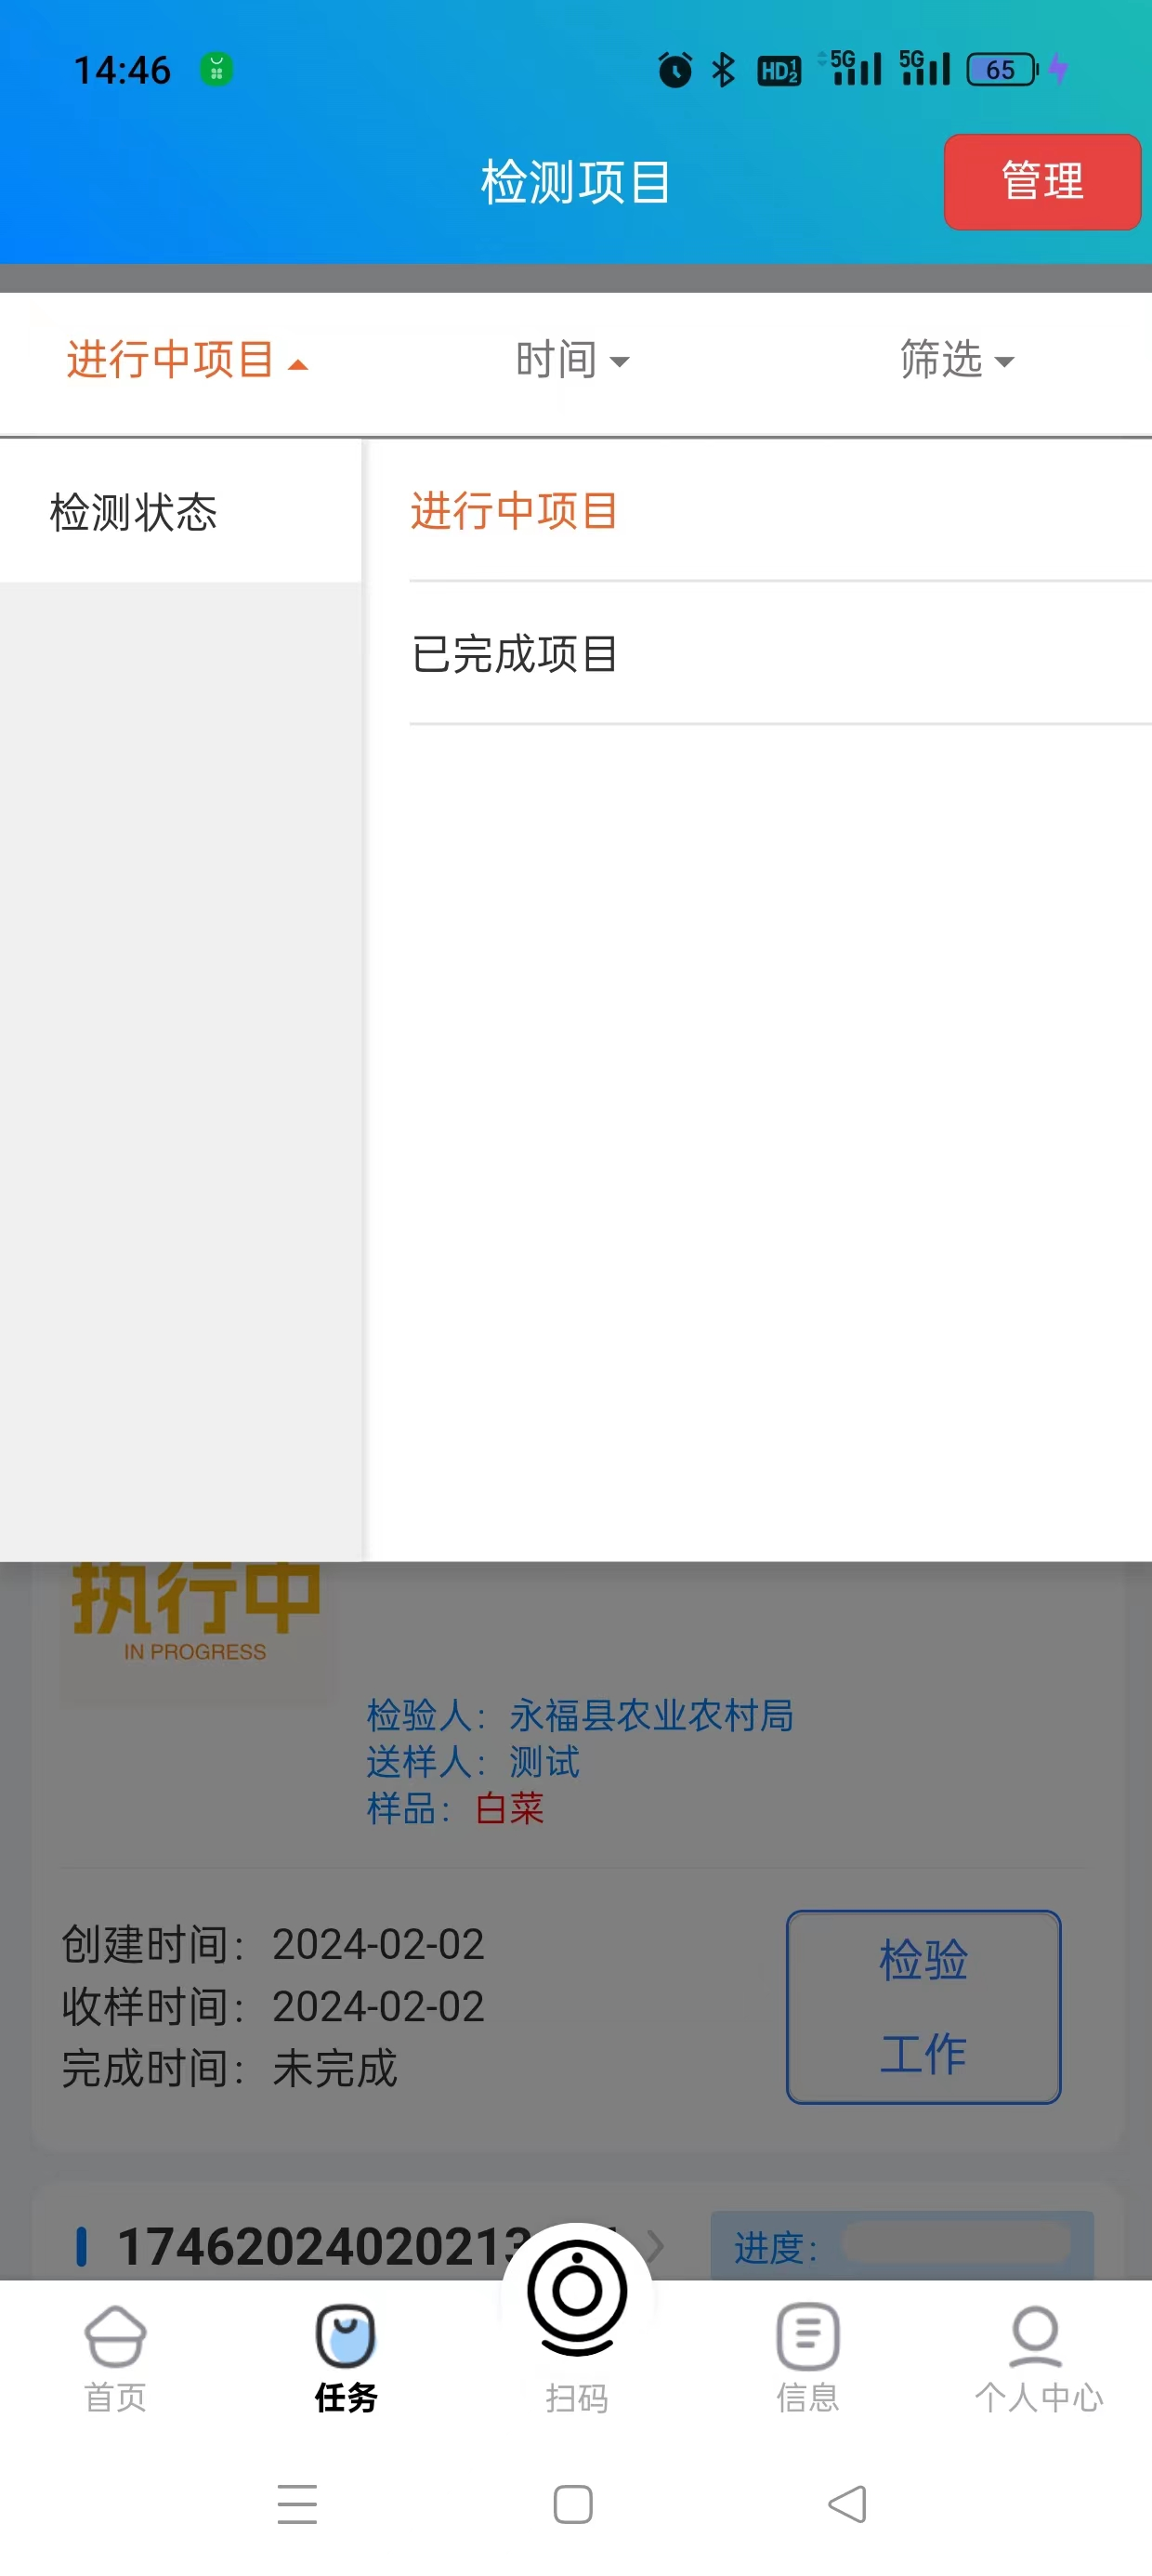 14:46
HD 1 2 5G 5G 65
检测项目
管理
进行中项目 时间 筛选
检测状态
进行中项目
已完成项目
执行中
IN PROGRESS
检验人：永福县农业农村局
送样人：测试
样品：白菜
创建时间：2024-02-02
收样时间：2024-02-02
完成时间：未完成
检验
工作
进度：
首页 任务 扫码 信息 个人中心